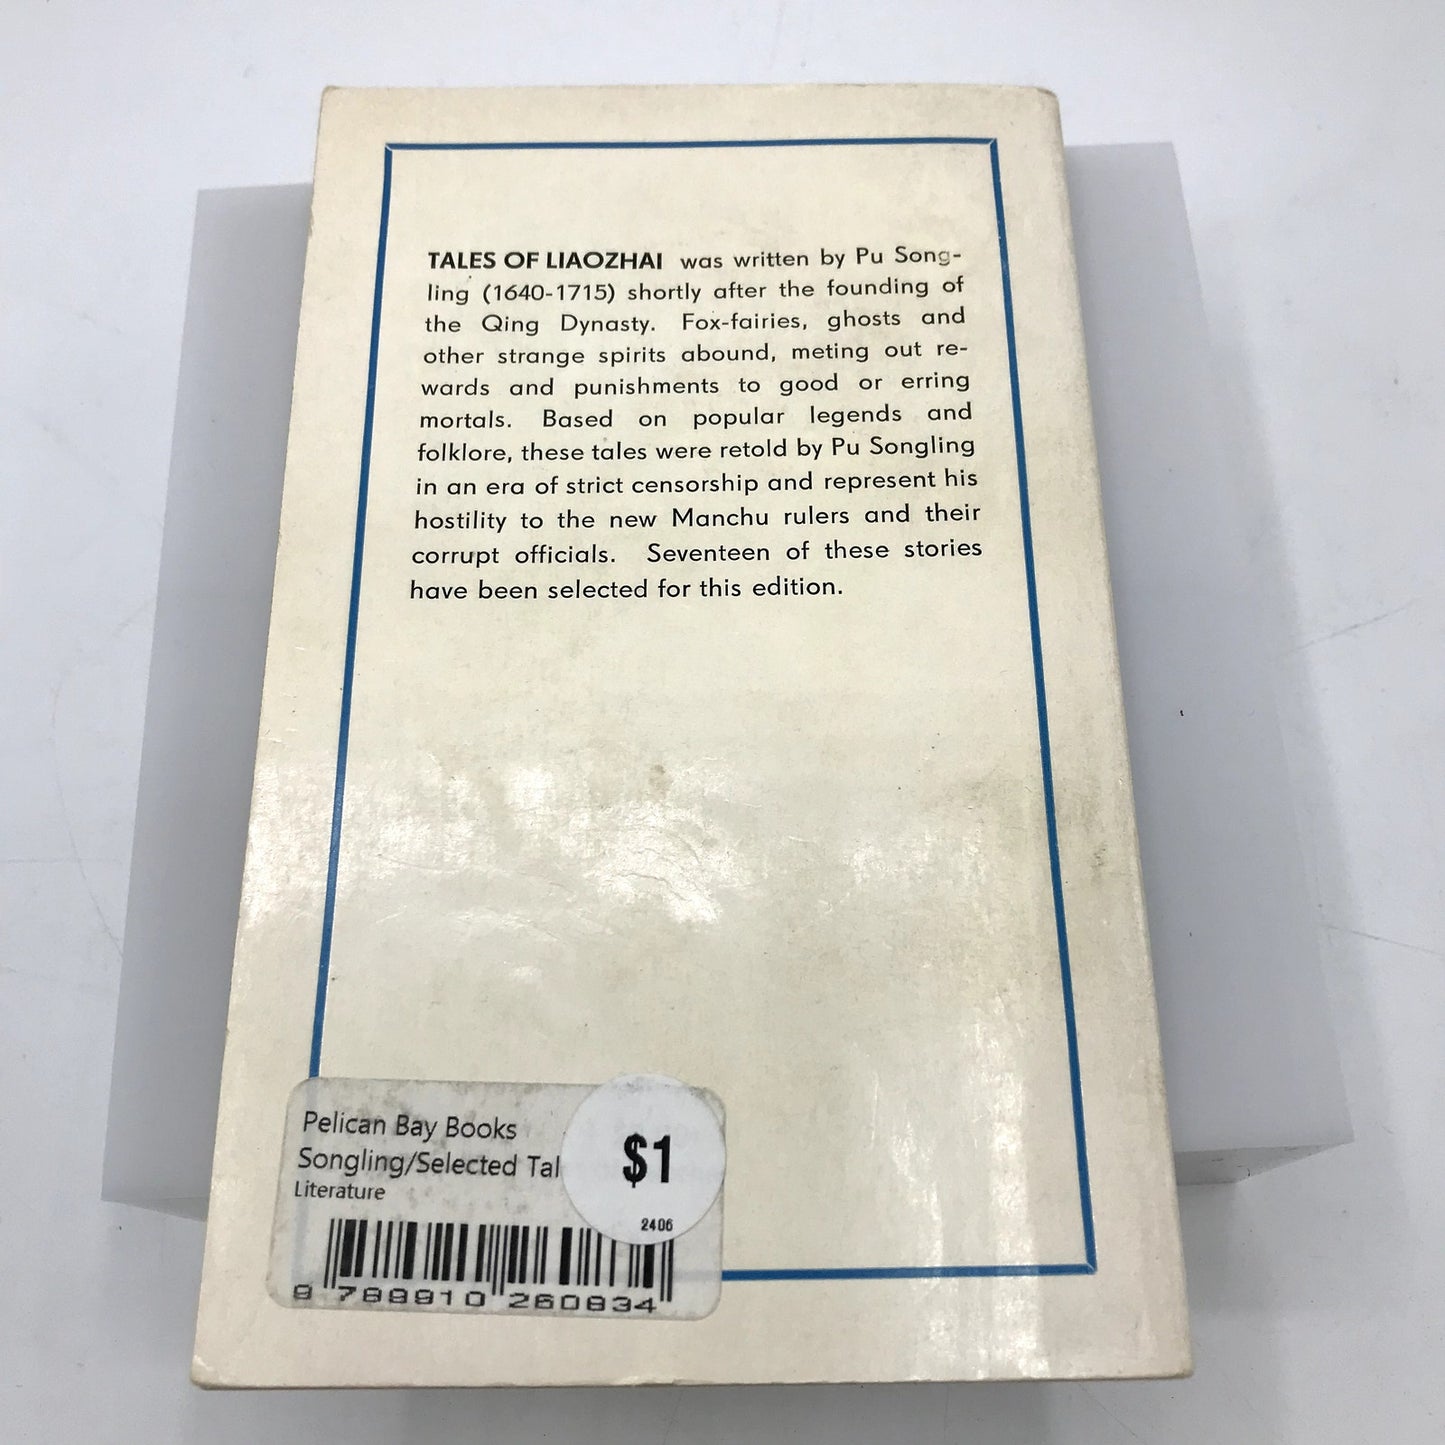 TALES OF LIAOZHAI was written by Pu Song-
ling (1640-1715) shortly after the founding of
the Qing Dynasty. Fox-fairies, ghosts and
other strange spirits abound, meting out re-
wards and punishments to good or erring
mortals. Based on popular legends and
folklore, these tales were retold by Pu Songling
in an era of strict censorship and represent his
hostility to the new Manchu rulers and their
corrupt officials. Seventeen of these stories
have been selected for this edition.
Pelican Bay Books
Songling/Selected Tal
Literature
$1
2406
9 789910 260834